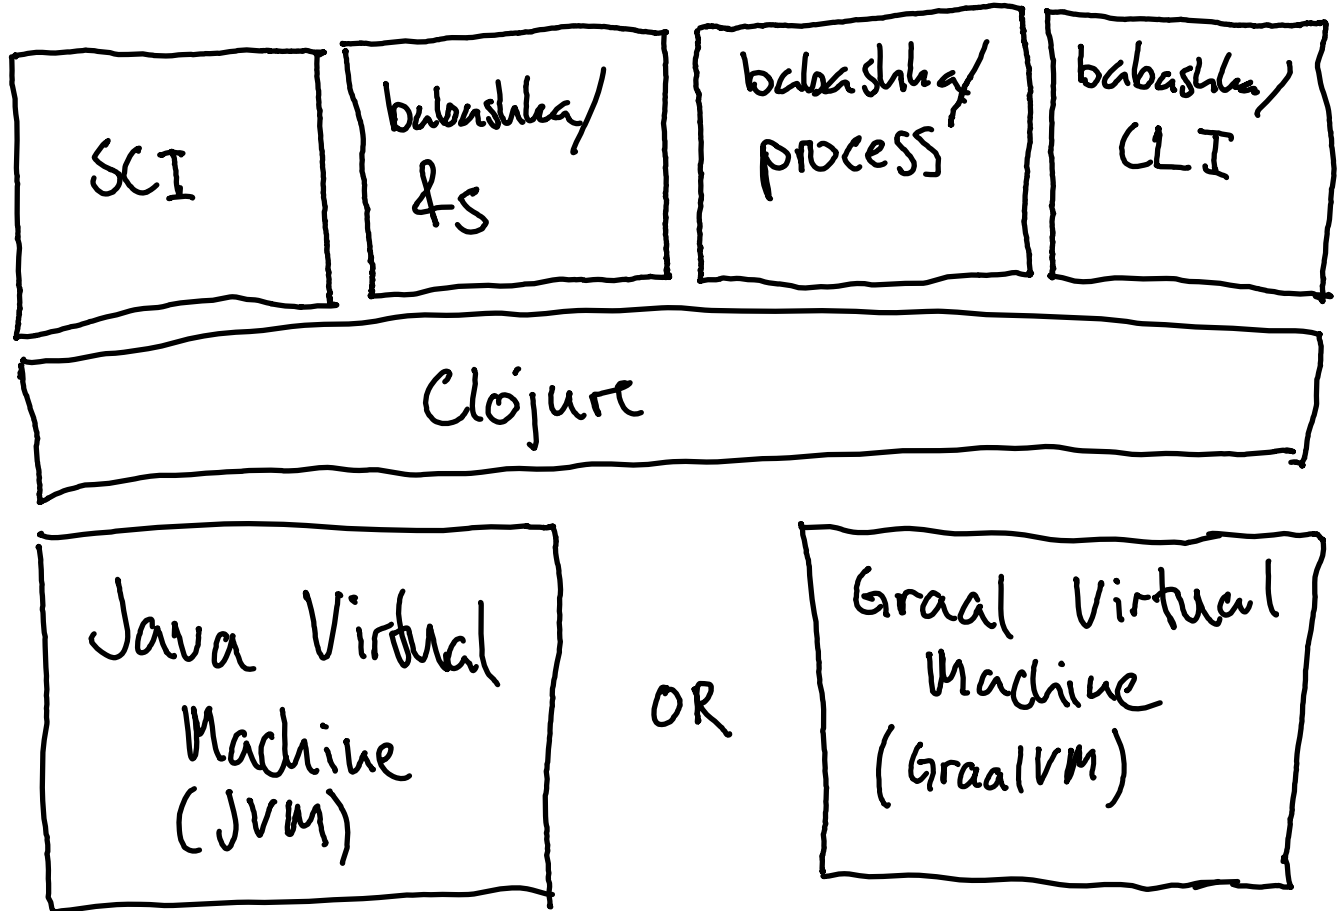 SCI
babashka/
fs
babashka/
process
babashka/
CLI
Clojure
Java Virtual
Machine
(JVM)
OR
Graal Virtual
Machine
(GraalVM)